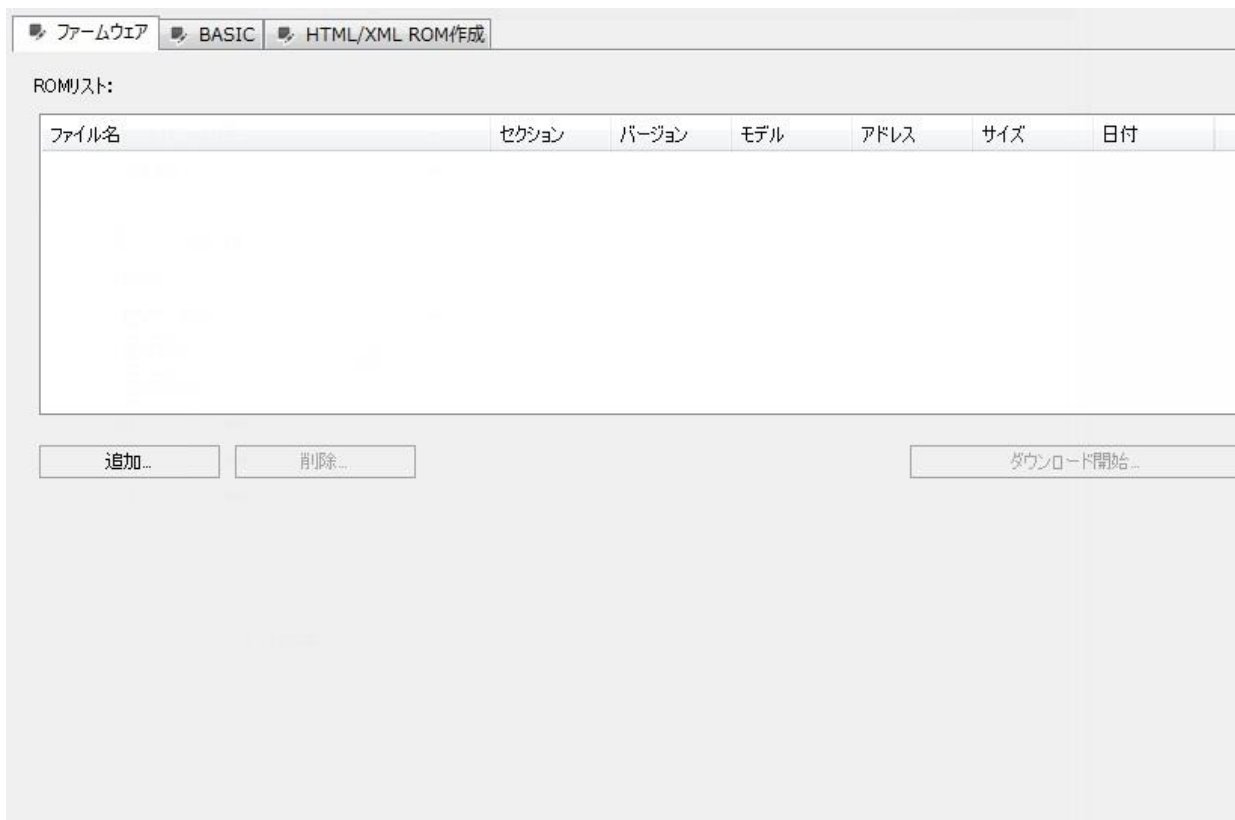 ファームウェア BASIC HTML/XML ROM作成
ROMリスト:
ファイル名 セクション バージョン モデル アドレス サイズ 日付
追加... 削除... ダウンロード開始...